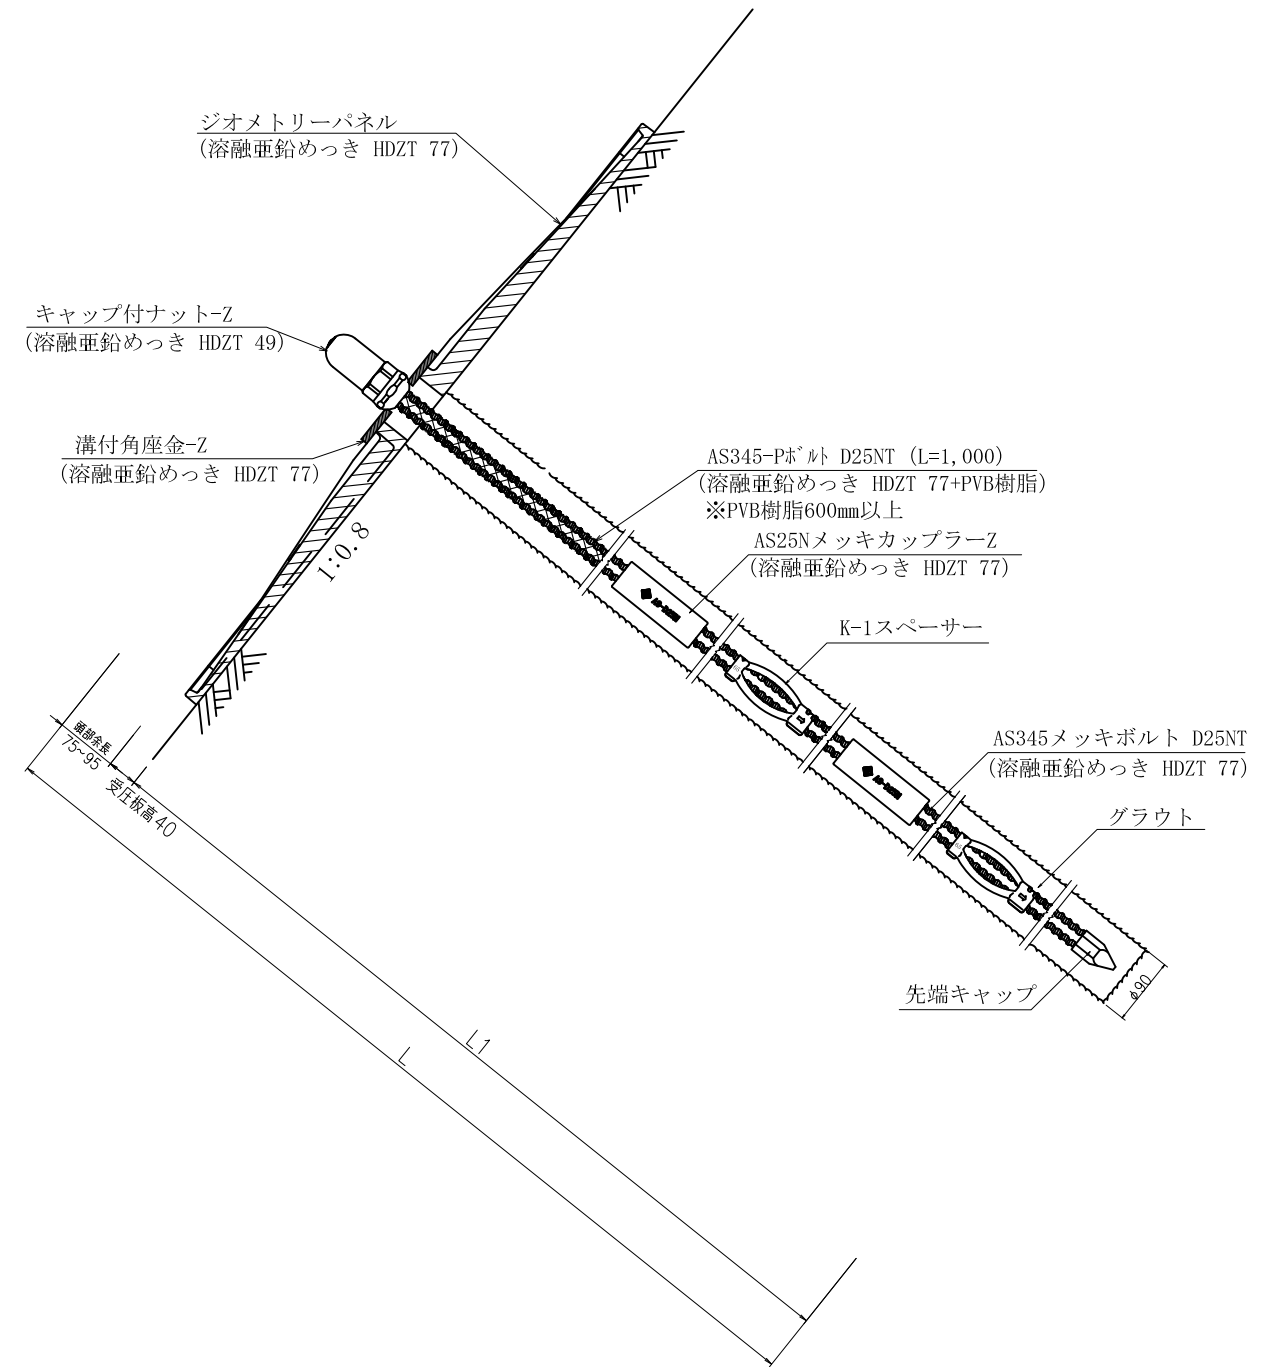 ジオメトリーパネル
(溶融亜鉛めっき HDZT 77)
キャップ付ナット-Z
(溶融亜鉛めっき HDZT 49)
溝付角座金-Z
(溶融亜鉛めっき HDZT 77)
AS345-Pボルト D25NT (L=1,000)
(溶融亜鉛めっき HDZT 77+PVB樹脂)
※PVB樹脂600mm以上
AS25NメッキカップラーZ
(溶融亜鉛めっき HDZT 77)
1:0.8
K-1スペーサー
AS345メッキボルト D25NT
(溶融亜鉛めっき HDZT 77)
グラウト
先端キャップ
φ90
頭部余長
75~95
受圧板高40
L1
L